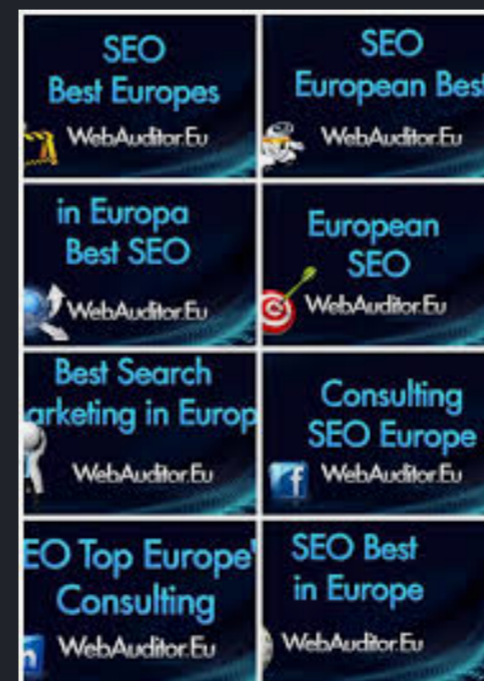 SEO
Best Europes
WebAuditor.Eu
SEO
European Best
WebAuditor.Eu
in Europa
Best SEO
WebAuditor.Eu
European
SEO
WebAuditor.Eu
Best Search
arketing in Europ
WebAuditor.Eu
Consulting
SEO Europe
f
WebAuditor.Eu
EO Top Europe'
Consulting
in
WebAuditor.Eu
SEO Best
in Europe
WebAuditor.Eu